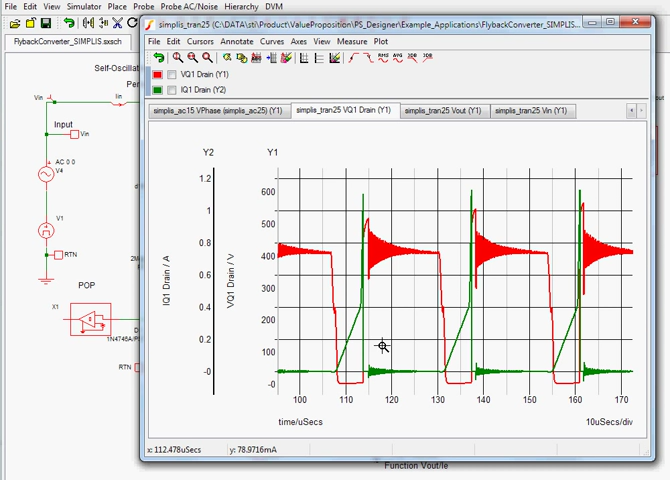 File Edit View Simulator Place Probe Probe AC/Noise Hierarchy DVM
FlybackConverter_SIMPLIS.sxsch
Self-Oscillat
Per
Vin
Iin
Input
Vin
AC 0 0
V4
V1
RTN
POP
X1
1N4748A/P
RTN
Function Vout/Ie
simplis_tran25 (C:\DATA\sti\Product\ValueProposition\PS_Designer\Example_Applications\FlybackConverter_SIMPLIS...
File Edit Cursors Annotate Curves Axes View Measure Plot
VQ1 Drain (Y1)
IQ1 Drain (Y2)
simplis_ac15 VPhase (simplis_ac25) (Y1) simplis_tran25 VQ1 Drain (Y1) simplis_tran25 Vout (Y1) simplis_tran25 Vin (Y1)
Y2 Y1
1.2 600
1 500
0.8 400
0.6 300
0.4 200
0.2 100
-0 -0
IQ1 Drain / A
VQ1 Drain / V
100 110 120 130 140 150 160 170
time/uSecs 10uSecs/div
x: 112.478uSecs y: 78.9716mA